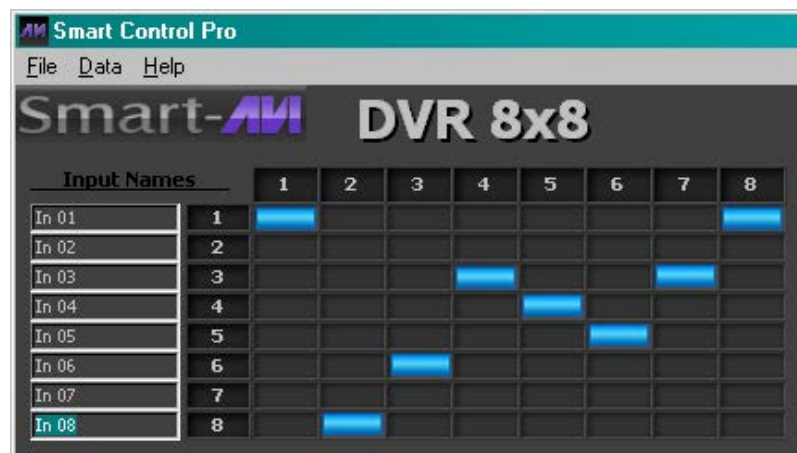 AVI Smart Control Pro
File Data Help
Smart-AVI DVR 8x8
Input Names 1 2 3 4 5 6 7 8
In 01 1
In 02 2
In 03 3
In 04 4
In 05 5
In 06 6
In 07 7
In 08 8